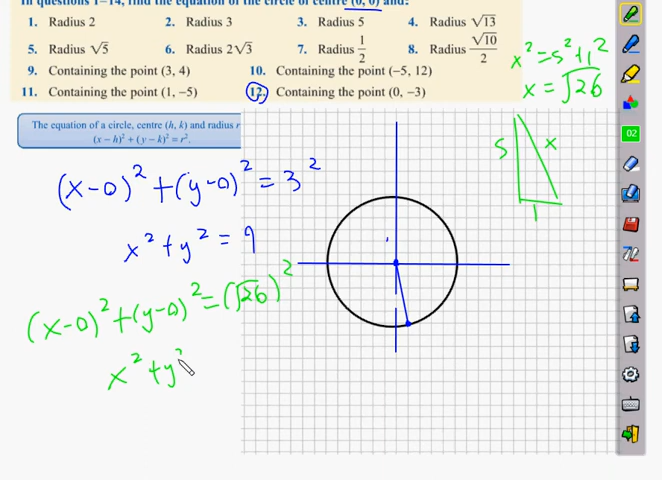 In questions 1–14, find the equation of the circle of centre (0, 0) and:
1. Radius 2 2. Radius 3 3. Radius 5 4. Radius √13
5. Radius √5 6. Radius 2√3 7. Radius 1/2 8. Radius √10/2
9. Containing the point (3, 4) 10. Containing the point (−5, 12)
11. Containing the point (1, −5) 12. Containing the point (0, −3)
x² = 5² + 1²
x = √26
The equation of a circle, centre (h, k) and radius r
(x − h)² + (y − k)² = r².
5
x
1
(x−0)² + (y−0)² = 3²
x² + y² = 9
(x−0)² + (y−0)² = (√26)²
x² + y²
02